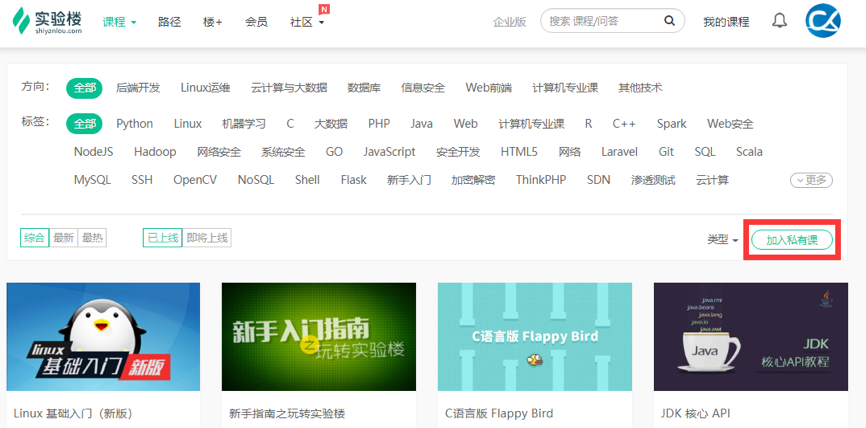 实验楼 课程 路径 楼+ 会员 社区 N 企业版 搜索 课程/问答 我的课程
shiyanlou.com
方向： 全部 后端开发 Linux运维 云计算与大数据 数据库 信息安全 Web前端 计算机专业课 其他技术
标签： 全部 Python Linux 机器学习 C 大数据 PHP Java Web 计算机专业课 R C++ Spark Web安全
NodeJS Hadoop 网络安全 系统安全 GO JavaScript 安全开发 HTML5 网络 Laravel Git SQL Scala
MySQL SSH OpenCV NoSQL Shell Flask 新手入门 加密解密 ThinkPHP SDN 渗透测试 云计算 更多
综合 最新 最热 已上线 即将上线 类型 加入私有课
linux
基础入门 新版
新手入门指南
之玩转实验楼
C语言版 Flappy Bird
java.rmi
java.beans
java.lang
java.io
java.awt
Java
JDK
核心API教程
Linux 基础入门（新版） 新手指南之玩转实验楼 C语言版 Flappy Bird JDK 核心 API